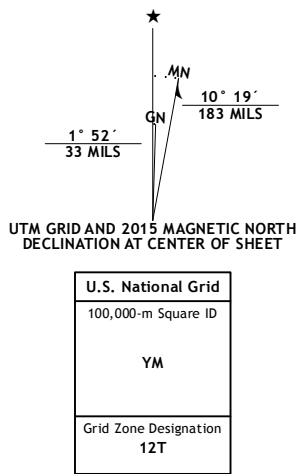 ★
MN
GN
10° 19´
183 MILS
1° 52´
33 MILS
UTM GRID AND 2015 MAGNETIC NORTH
DECLINATION AT CENTER OF SHEET
U.S. National Grid
100,000-m Square ID
YM
Grid Zone Designation
12T